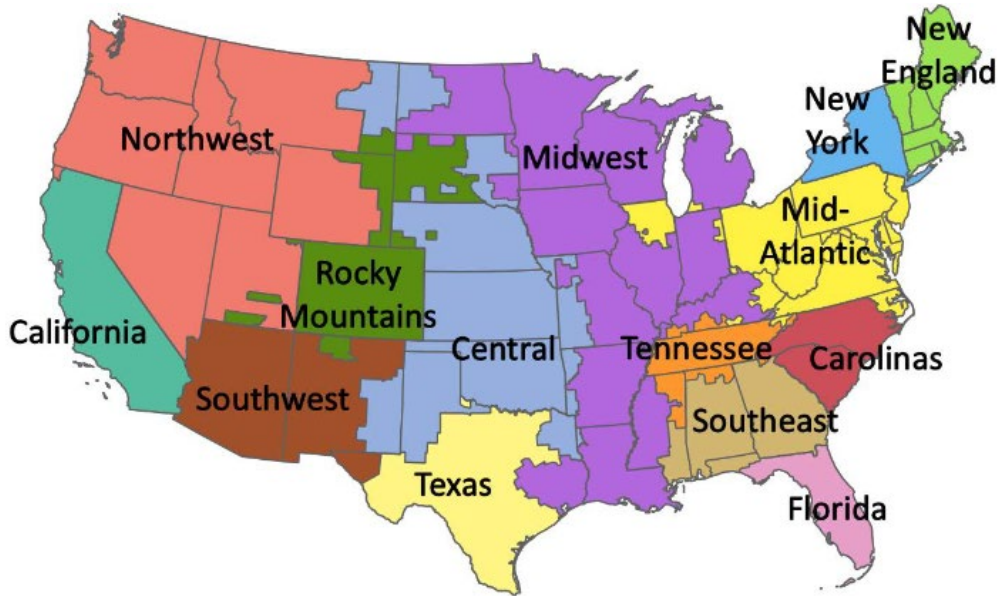 New
England
New
York
Northwest
Midwest
Mid-
Atlantic
Rocky
Mountains
California
Central
Tennessee
Carolinas
Southwest
Southeast
Texas
Florida